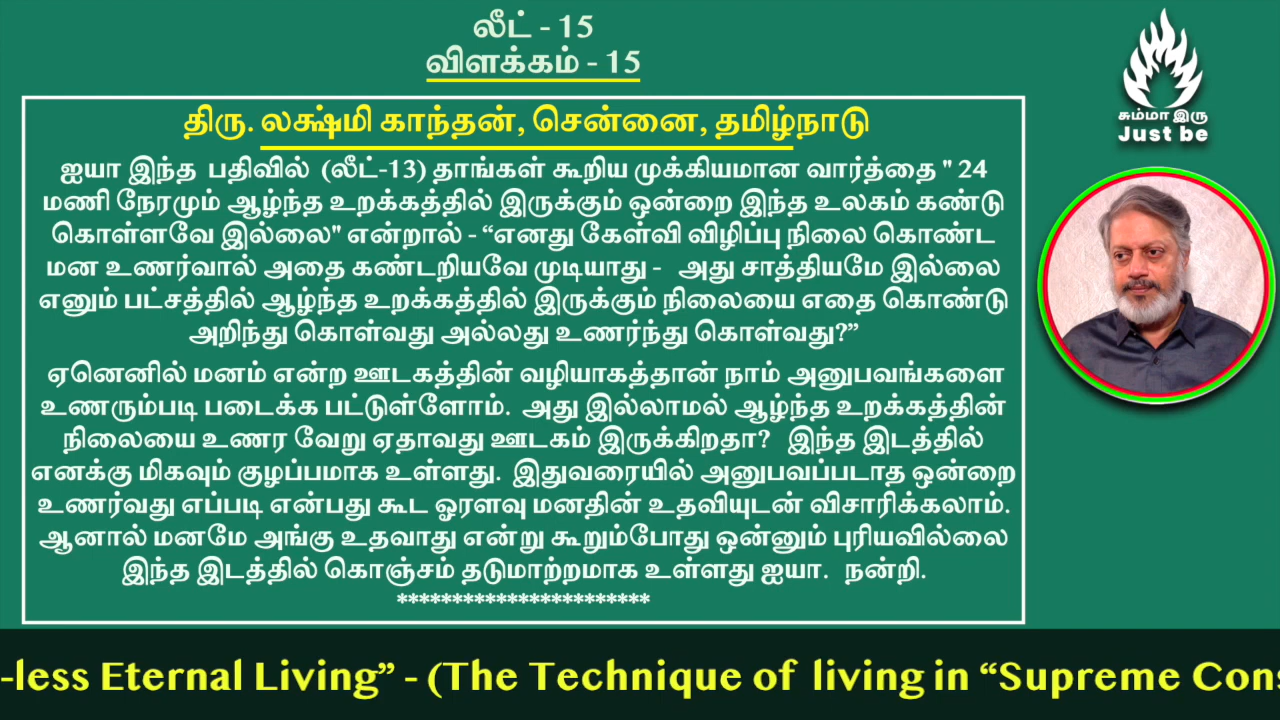 லீட் - 15
விளக்கம் - 15
சும்மா இரு
Just be
திரு. லக்ஷ்மி காந்தன், சென்னை, தமிழ்நாடு
ஐயா இந்த பதிவில் (லீட்-13) தாங்கள் கூறிய முக்கியமான வார்த்தை " 24
மணி நேரமும் ஆழ்ந்த உறக்கத்தில் இருக்கும் ஒன்றை இந்த உலகம் கண்டு
கொள்ளவே இல்லை" என்றால் - “எனது கேள்வி விழிப்பு நிலை கொண்ட
மன உணர்வால் அதை கண்டறியவே முடியாது - அது சாத்தியமே இல்லை
எனும் பட்சத்தில் ஆழ்ந்த உறக்கத்தில் இருக்கும் நிலையை எதை கொண்டு
அறிந்து கொள்வது அல்லது உணர்ந்து கொள்வது?”
ஏனெனில் மனம் என்ற ஊடகத்தின் வழியாகத்தான் நாம் அனுபவங்களை
உணரும்படி படைக்க பட்டுள்ளோம். அது இல்லாமல் ஆழ்ந்த உறக்கத்தின்
நிலையை உணர வேறு ஏதாவது ஊடகம் இருக்கிறதா? இந்த இடத்தில்
எனக்கு மிகவும் குழப்பமாக உள்ளது. இதுவரையில் அனுபவப்படாத ஒன்றை
உணர்வது எப்படி என்பது கூட ஓரளவு மனதின் உதவியுடன் விசாரிக்கலாம்.
ஆனால் மனமே அங்கு உதவாது என்று கூறும்போது ஒன்னும் புரியவில்லை
இந்த இடத்தில் கொஞ்சம் தடுமாற்றமாக உள்ளது ஐயா. நன்றி.
***********************
-less Eternal Living” - (The Technique of living in “Supreme Cons